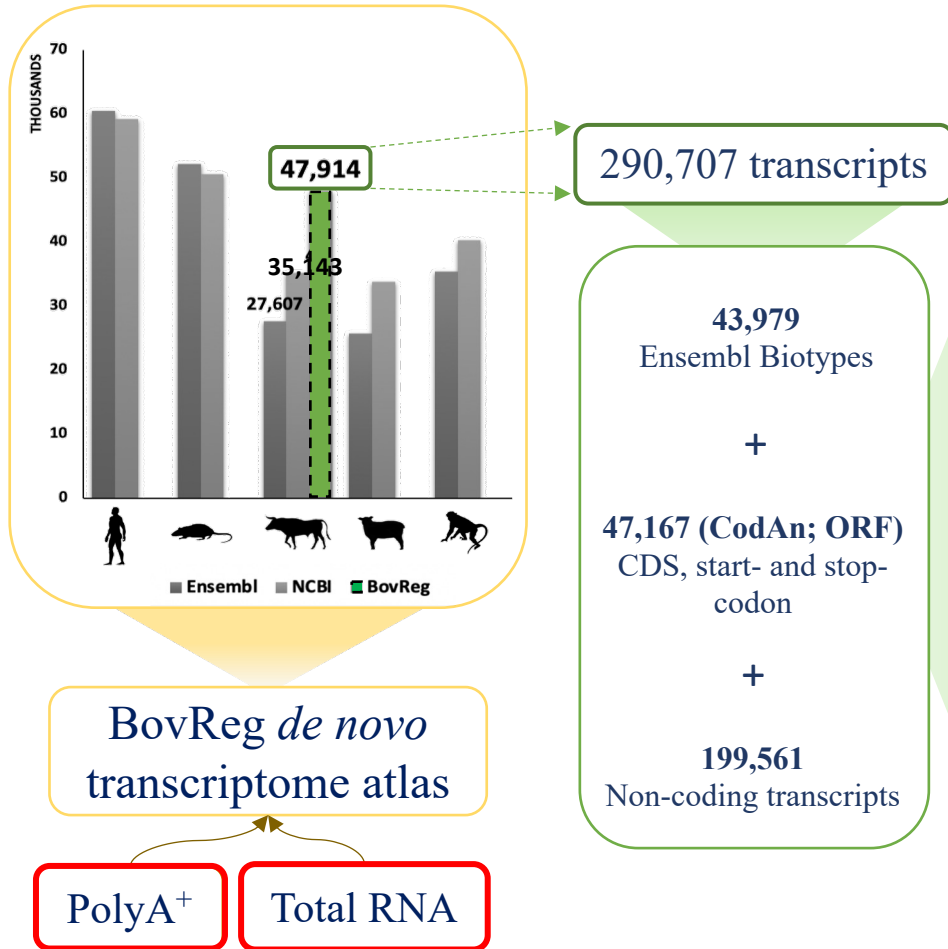 70
THOUSANDS
60
50
40
30
20
10
0
47,914
35,143
27,607
Ensembl NCBI BovReg
290,707 transcripts
43,979
Ensembl Biotypes
+
47,167 (CodAn; ORF)
CDS, start- and stop-
codon
+
199,561
Non-coding transcripts
BovReg de novo
transcriptome atlas
PolyA⁺
Total RNA